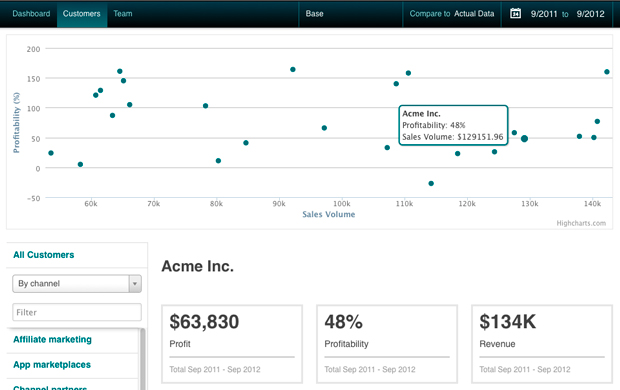 Dashboard Customers Team Base Compare to Actual Data 9/2011 to 9/2012
200
150
100
50
0
-50
Profitability (%)
Acme Inc.
Profitability: 48%
Sales Volume: $129151.96
60k 70k 80k 90k 100k 110k 120k 130k 140k
Sales Volume
Highcharts.com
All Customers
By channel
Filter
Affiliate marketing
App marketplaces
Channel partners
Acme Inc.
$63,830
Profit
Total Sep 2011 - Sep 2012
48%
Profitability
Total Sep 2011 - Sep 2012
$134K
Revenue
Total Sep 2011 - Sep 2012